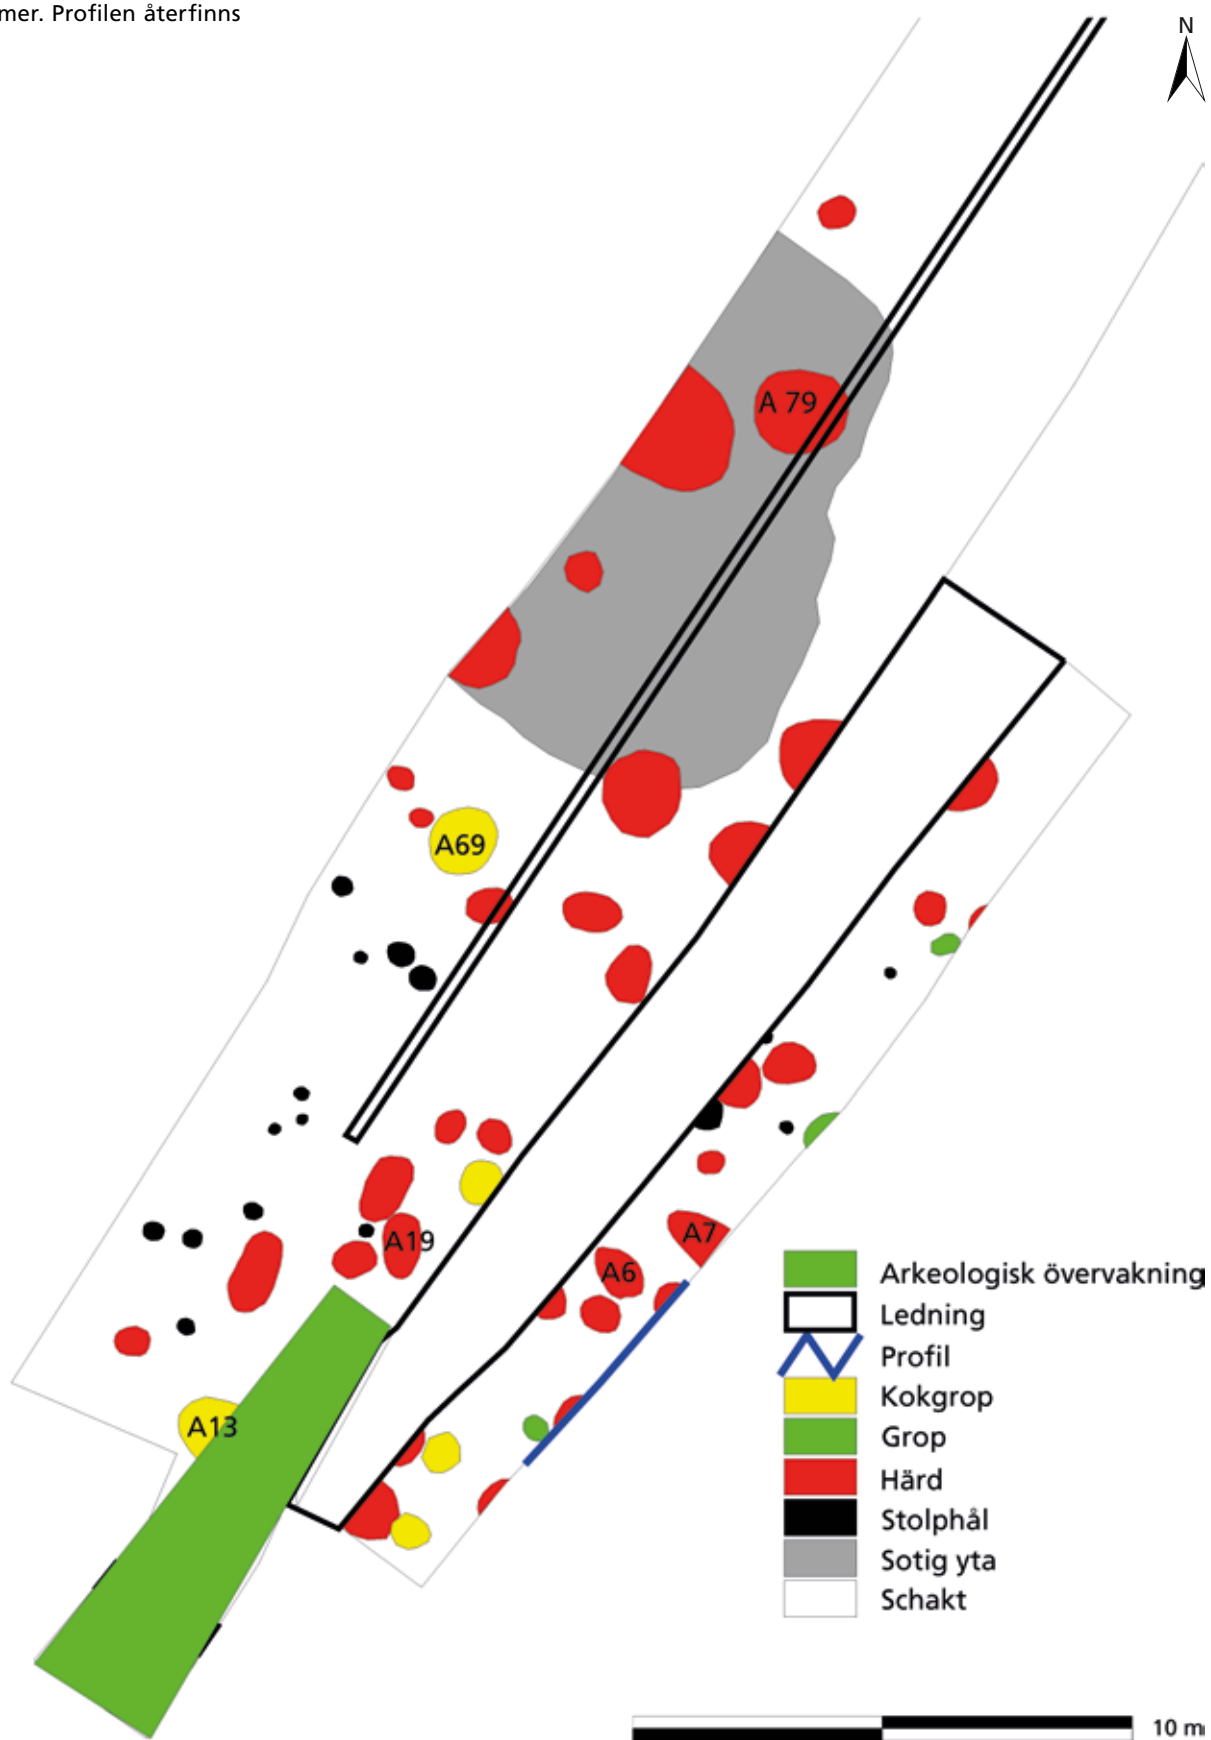 mer. Profilen återfinns
N
A 79
A69
A19
A7
A6
A13
Arkeologisk övervakning
Ledning
Profil
Kokgrop
Grop
Härd
Stolphål
Sotig yta
Schakt
10 m